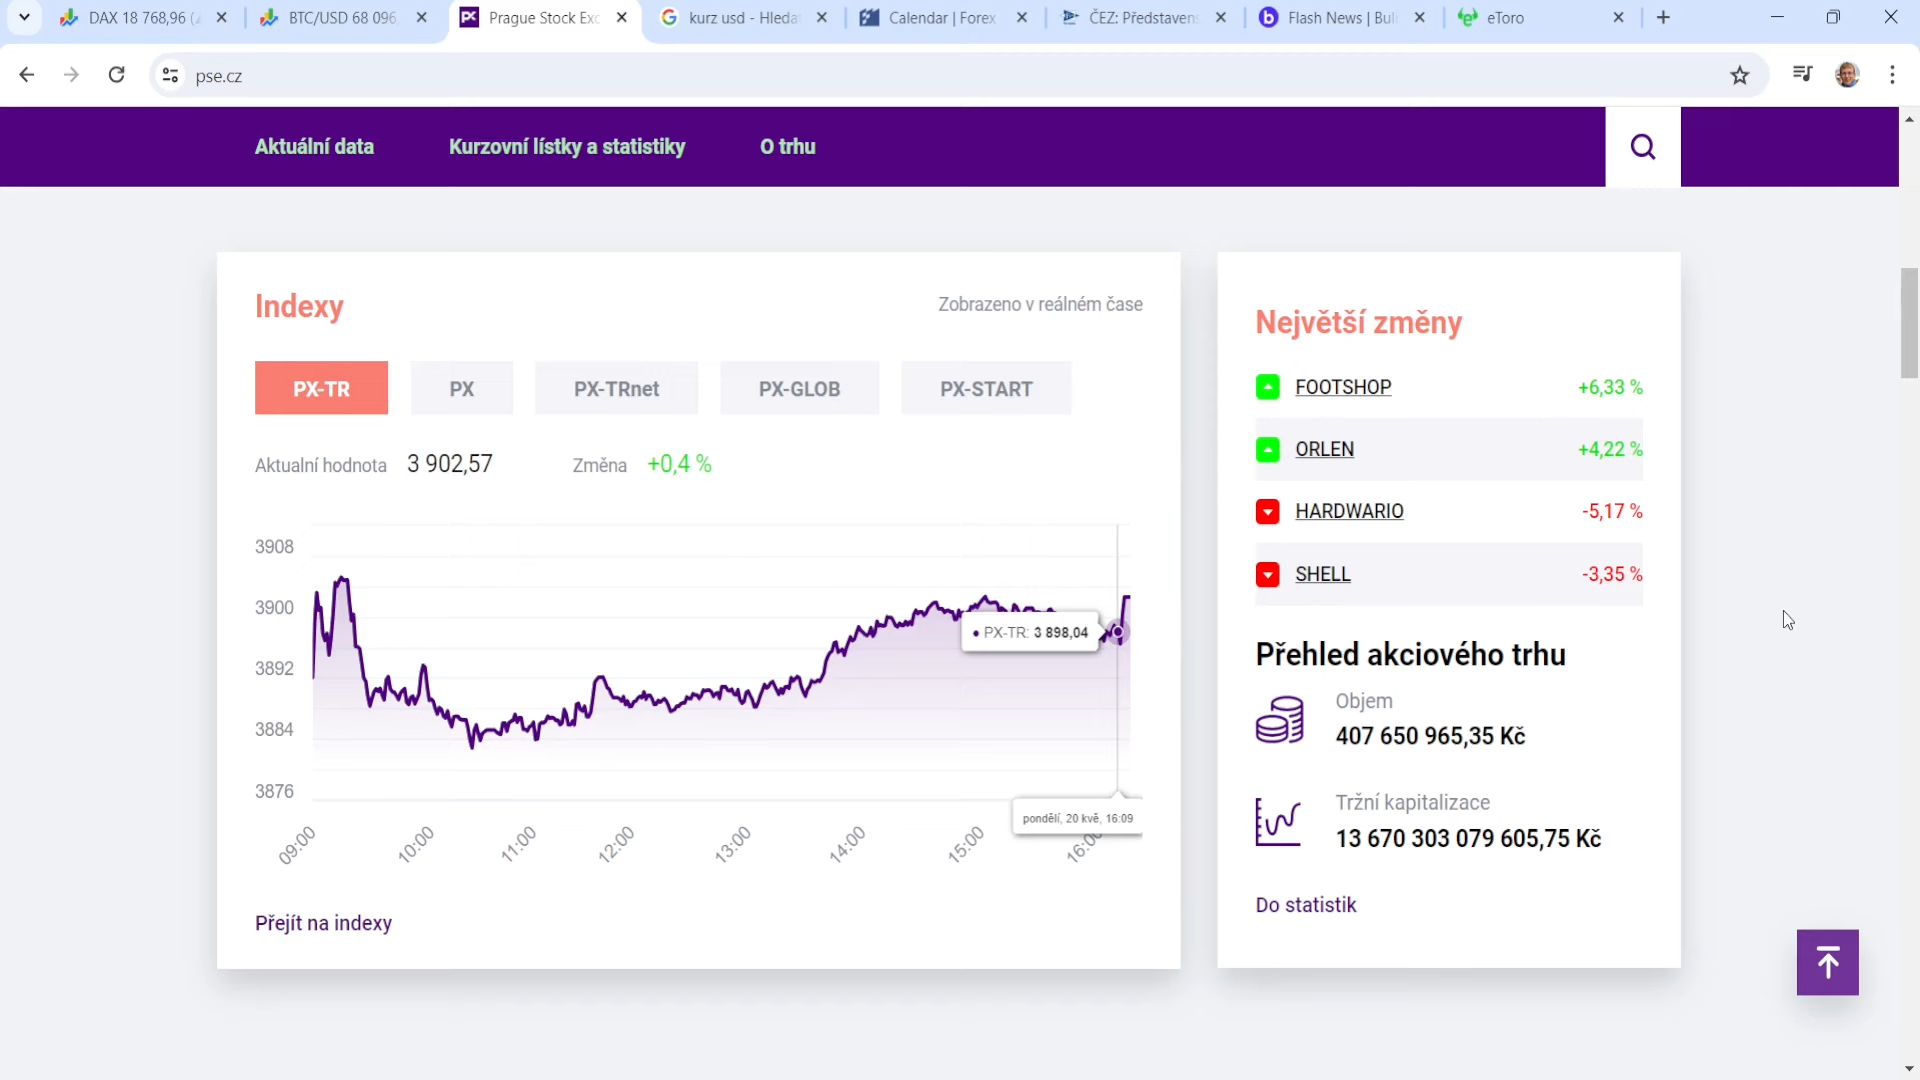 DAX 18 768,96
BTC/USD 68 096,
Prague Stock Exc
kurz usd - Hleda
Calendar | Forex
ČEZ: Představens
Flash News | Bul
eToro
pse.cz
Aktuální data
Kurzovní lístky a statistiky
O trhu
Indexy
Zobrazeno v reálném čase
PX-TR
PX
PX-TRnet
PX-GLOB
PX-START
Aktualní hodnota 3 902,57
Změna +0,4 %
3908
3900
3892
3884
3876
PX-TR: 3 898,04
pondělí, 20 kvě, 16:09
09:00
10:00
11:00
12:00
13:00
14:00
15:00
16:00
Přejít na indexy
Největší změny
FOOTSHOP +6,33 %
ORLEN +4,22 %
HARDWARIO -5,17 %
SHELL -3,35 %
Přehled akciového trhu
Objem
407 650 965,35 Kč
Tržní kapitalizace
13 670 303 079 605,75 Kč
Do statistik